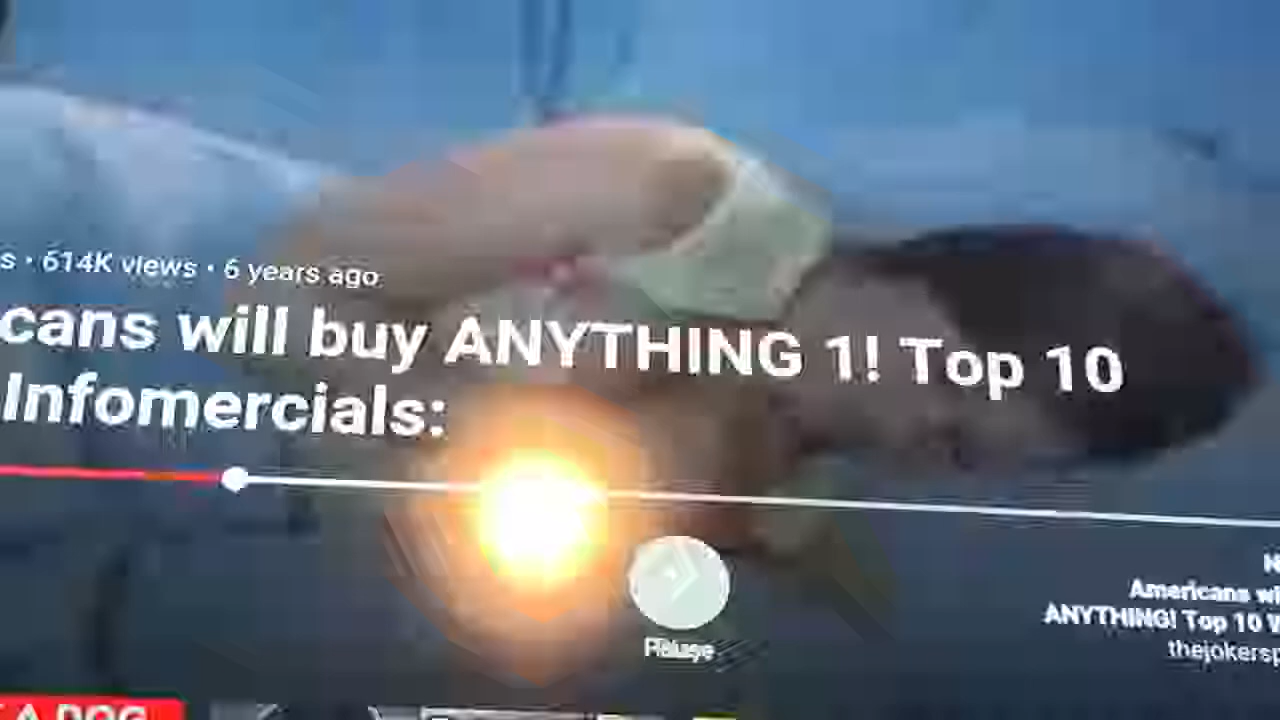 s • 614K views • 6 years ago
cans will buy ANYTHING 1! Top 10
Infomercials:
N
Americans wi
ANYTHING! Top 10 W
thejokersp
A DOG